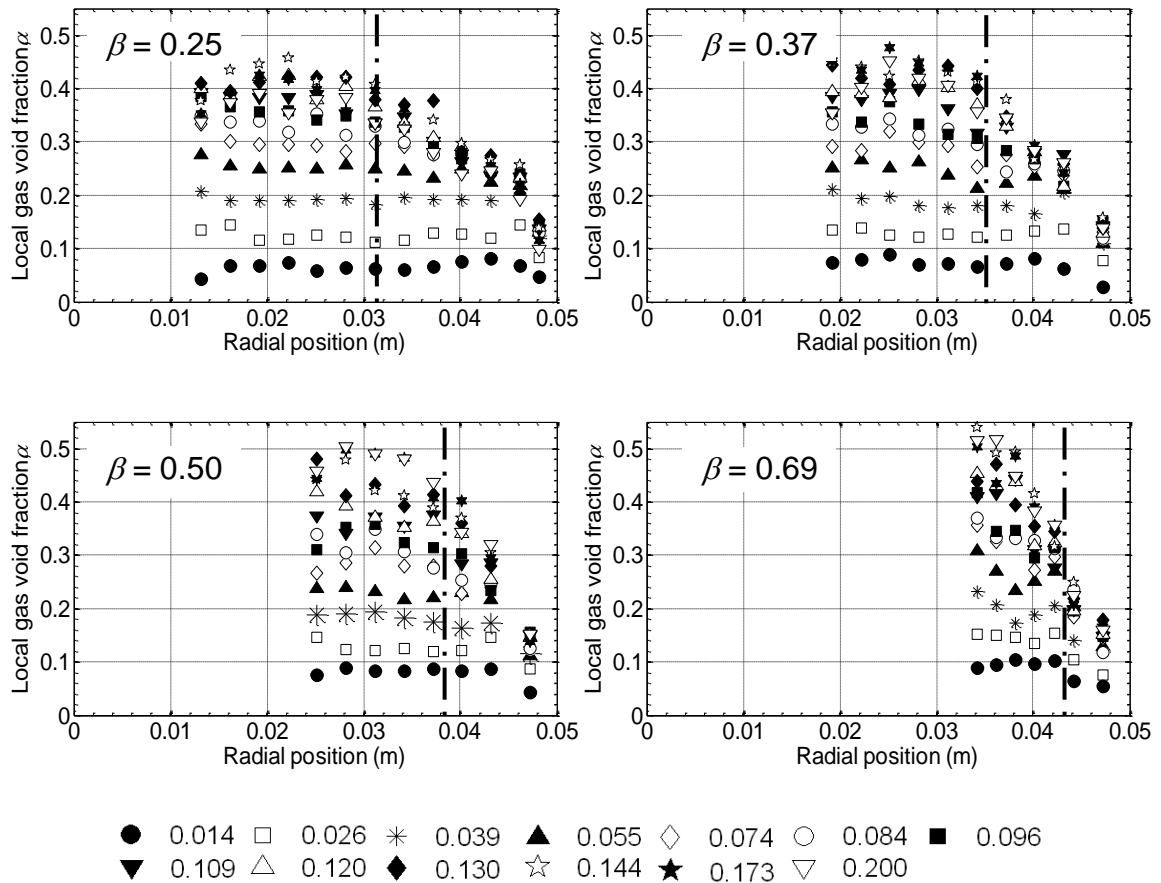 β = 0.25
Local gas void fraction α
0.5
0.4
0.3
0.2
0.1
0
0 0.01 0.02 0.03 0.04 0.05
Radial position (m)
β = 0.37
Local gas void fraction α
0.5
0.4
0.3
0.2
0.1
0
0 0.01 0.02 0.03 0.04 0.05
Radial position (m)
β = 0.50
Local gas void fraction α
0.5
0.4
0.3
0.2
0.1
0
0 0.01 0.02 0.03 0.04 0.05
Radial position (m)
β = 0.69
Local gas void fraction α
0.5
0.4
0.3
0.2
0.1
0
0 0.01 0.02 0.03 0.04 0.05
Radial position (m)
0.014 0.026 0.039 0.055 0.074 0.084 0.096
0.109 0.120 0.130 0.144 0.173 0.200